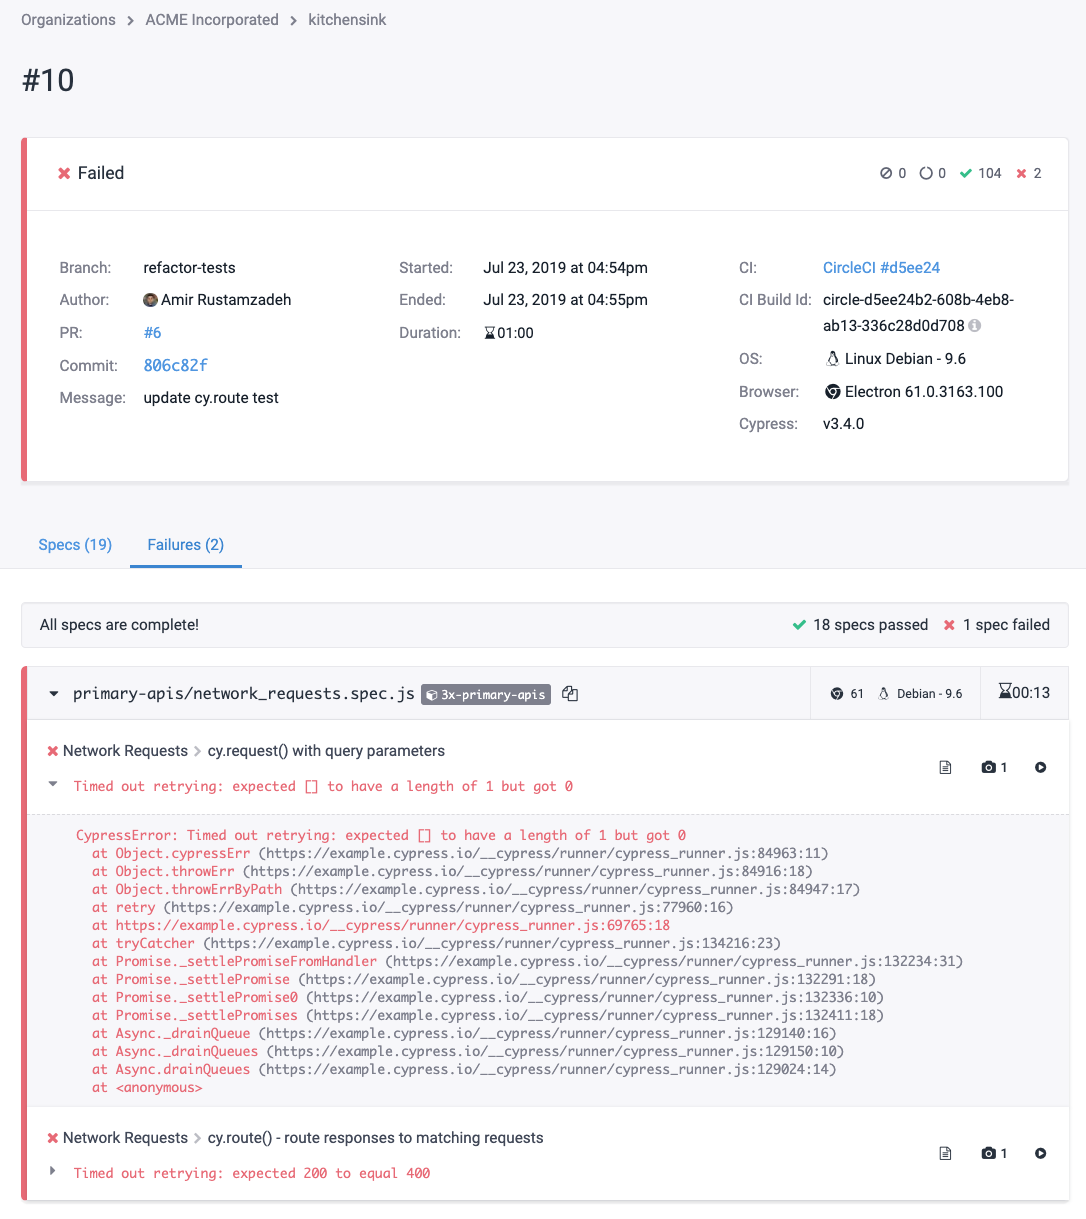 Organizations > ACME Incorporated > kitchensink
#10
Failed 0 0 104 2
Branch: refactor-tests
Author: Amir Rustamzadeh
PR: #6
Commit: 806c82f
Message: update cy.route test
Started: Jul 23, 2019 at 04:54pm
Ended: Jul 23, 2019 at 04:55pm
Duration: 01:00
CI: CircleCI #d5ee24
CI Build Id: circle-d5ee24b2-608b-4eb8-
ab13-336c28d0d708
OS: Linux Debian - 9.6
Browser: Electron 61.0.3163.100
Cypress: v3.4.0
Specs (19) Failures (2)
All specs are complete! 18 specs passed 1 spec failed
primary-apis/network_requests.spec.js 3x-primary-apis 61 Debian - 9.6 00:13
Network Requests > cy.request() with query parameters
1
Timed out retrying: expected [] to have a length of 1 but got 0
CypressError: Timed out retrying: expected [] to have a length of 1 but got 0
at Object.cypressErr (https://example.cypress.io/__cypress/runner/cypress_runner.js:84963:11)
at Object.throwErr (https://example.cypress.io/__cypress/runner/cypress_runner.js:84916:18)
at Object.throwErrByPath (https://example.cypress.io/__cypress/runner/cypress_runner.js:84947:17)
at retry (https://example.cypress.io/__cypress/runner/cypress_runner.js:77960:16)
at https://example.cypress.io/__cypress/runner/cypress_runner.js:69765:18
at tryCatcher (https://example.cypress.io/__cypress/runner/cypress_runner.js:134216:23)
at Promise._settlePromiseFromHandler (https://example.cypress.io/__cypress/runner/cypress_runner.js:132234:31)
at Promise._settlePromise (https://example.cypress.io/__cypress/runner/cypress_runner.js:132291:18)
at Promise._settlePromise0 (https://example.cypress.io/__cypress/runner/cypress_runner.js:132336:10)
at Promise._settlePromises (https://example.cypress.io/__cypress/runner/cypress_runner.js:132411:18)
at Async._drainQueue (https://example.cypress.io/__cypress/runner/cypress_runner.js:129140:16)
at Async._drainQueues (https://example.cypress.io/__cypress/runner/cypress_runner.js:129150:10)
at Async.drainQueues (https://example.cypress.io/__cypress/runner/cypress_runner.js:129024:14)
at <anonymous>
Network Requests > cy.route() - route responses to matching requests
1
Timed out retrying: expected 200 to equal 400